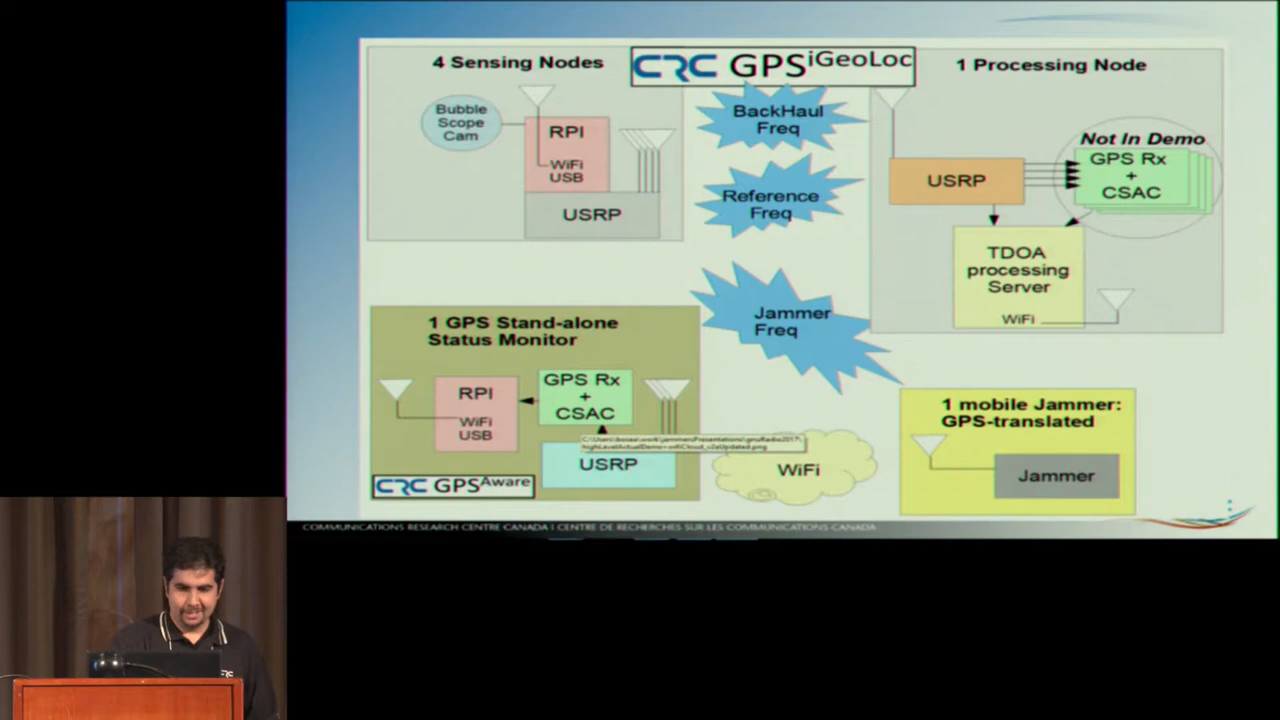 4 Sensing Nodes
CRC GPSiGeoLoc
1 Processing Node
Bubble
Scope
Cam
RPI
WiFi
USB
USRP
BackHaul
Freq
Reference
Freq
Jammer
Freq
Not In Demo
USRP
GPS Rx
+
CSAC
TDOA
processing
Server
WiFi
1 GPS Stand-alone
Status Monitor
RPI
WiFi
USB
GPS Rx
+
CSAC
USRP
CRC GPSAware
WiFi
1 mobile Jammer:
GPS-translated
Jammer
COMMUNICATIONS RESEARCH CENTRE CANADA | CENTRE DE RECHERCHES SUR LES COMMUNICATIONS CANADA
CRC